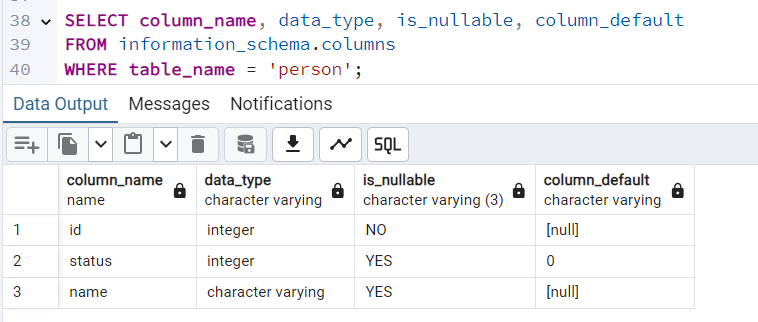 38 SELECT column_name, data_type, is_nullable, column_default
39 FROM information_schema.columns
40 WHERE table_name = 'person';
Data Output Messages Notifications
SQL
column_name data_type is_nullable column_default
name character varying character varying (3) character varying
1 id integer NO [null]
2 status integer YES 0
3 name character varying YES [null]